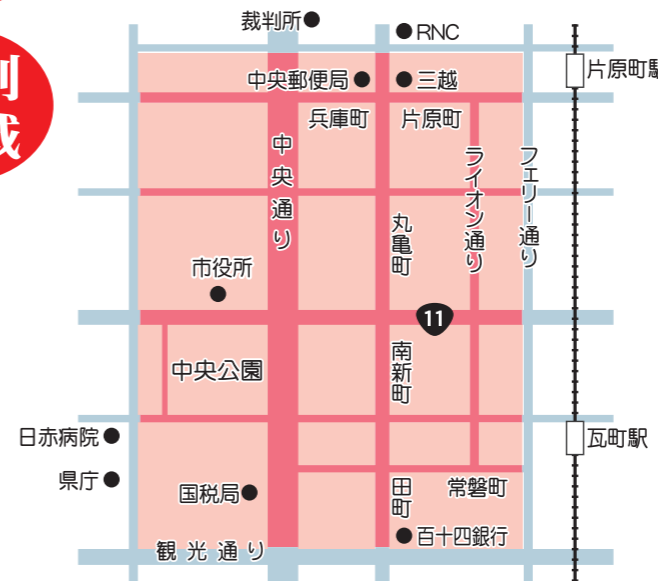 裁判所
RNC
中央郵便局
三越
片原町駅
兵庫町
片原町
中央通り
ライオン通り
フェリー通り
丸亀町
市役所
11
南新町
中央公園
日赤病院
瓦町駅
県庁
国税局
田町
常磐町
百十四銀行
観光通り